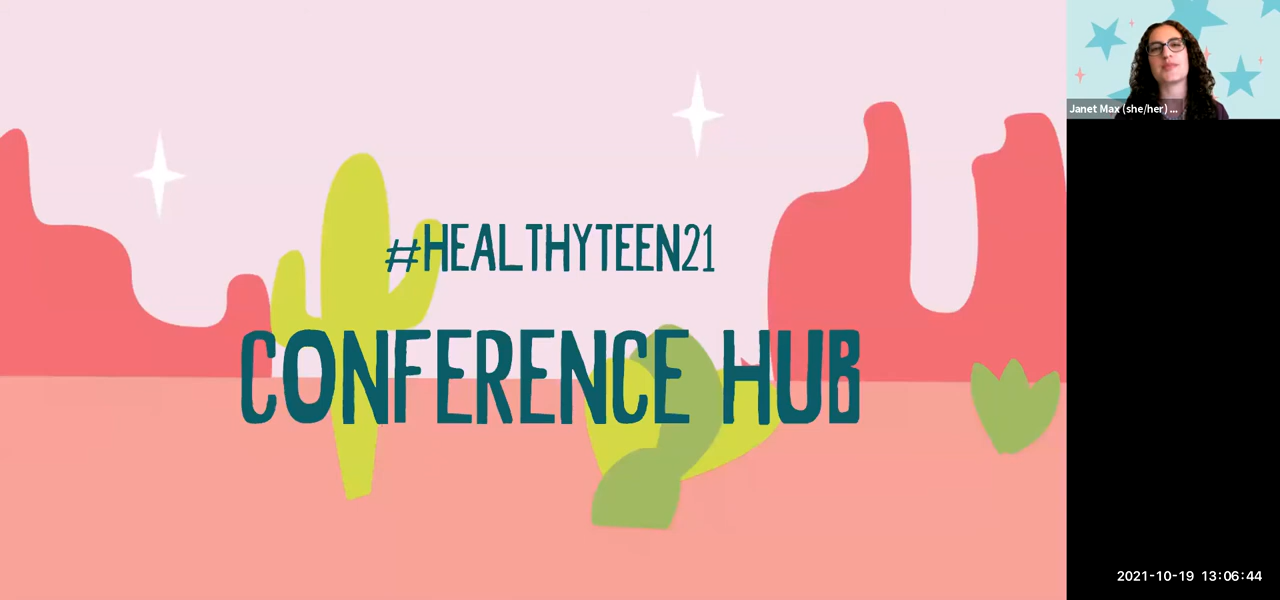 #HEALTHYTEEN21
CONFERENCE HUB
Janet Max (she/her) ...
2021-10-19 13:06:44